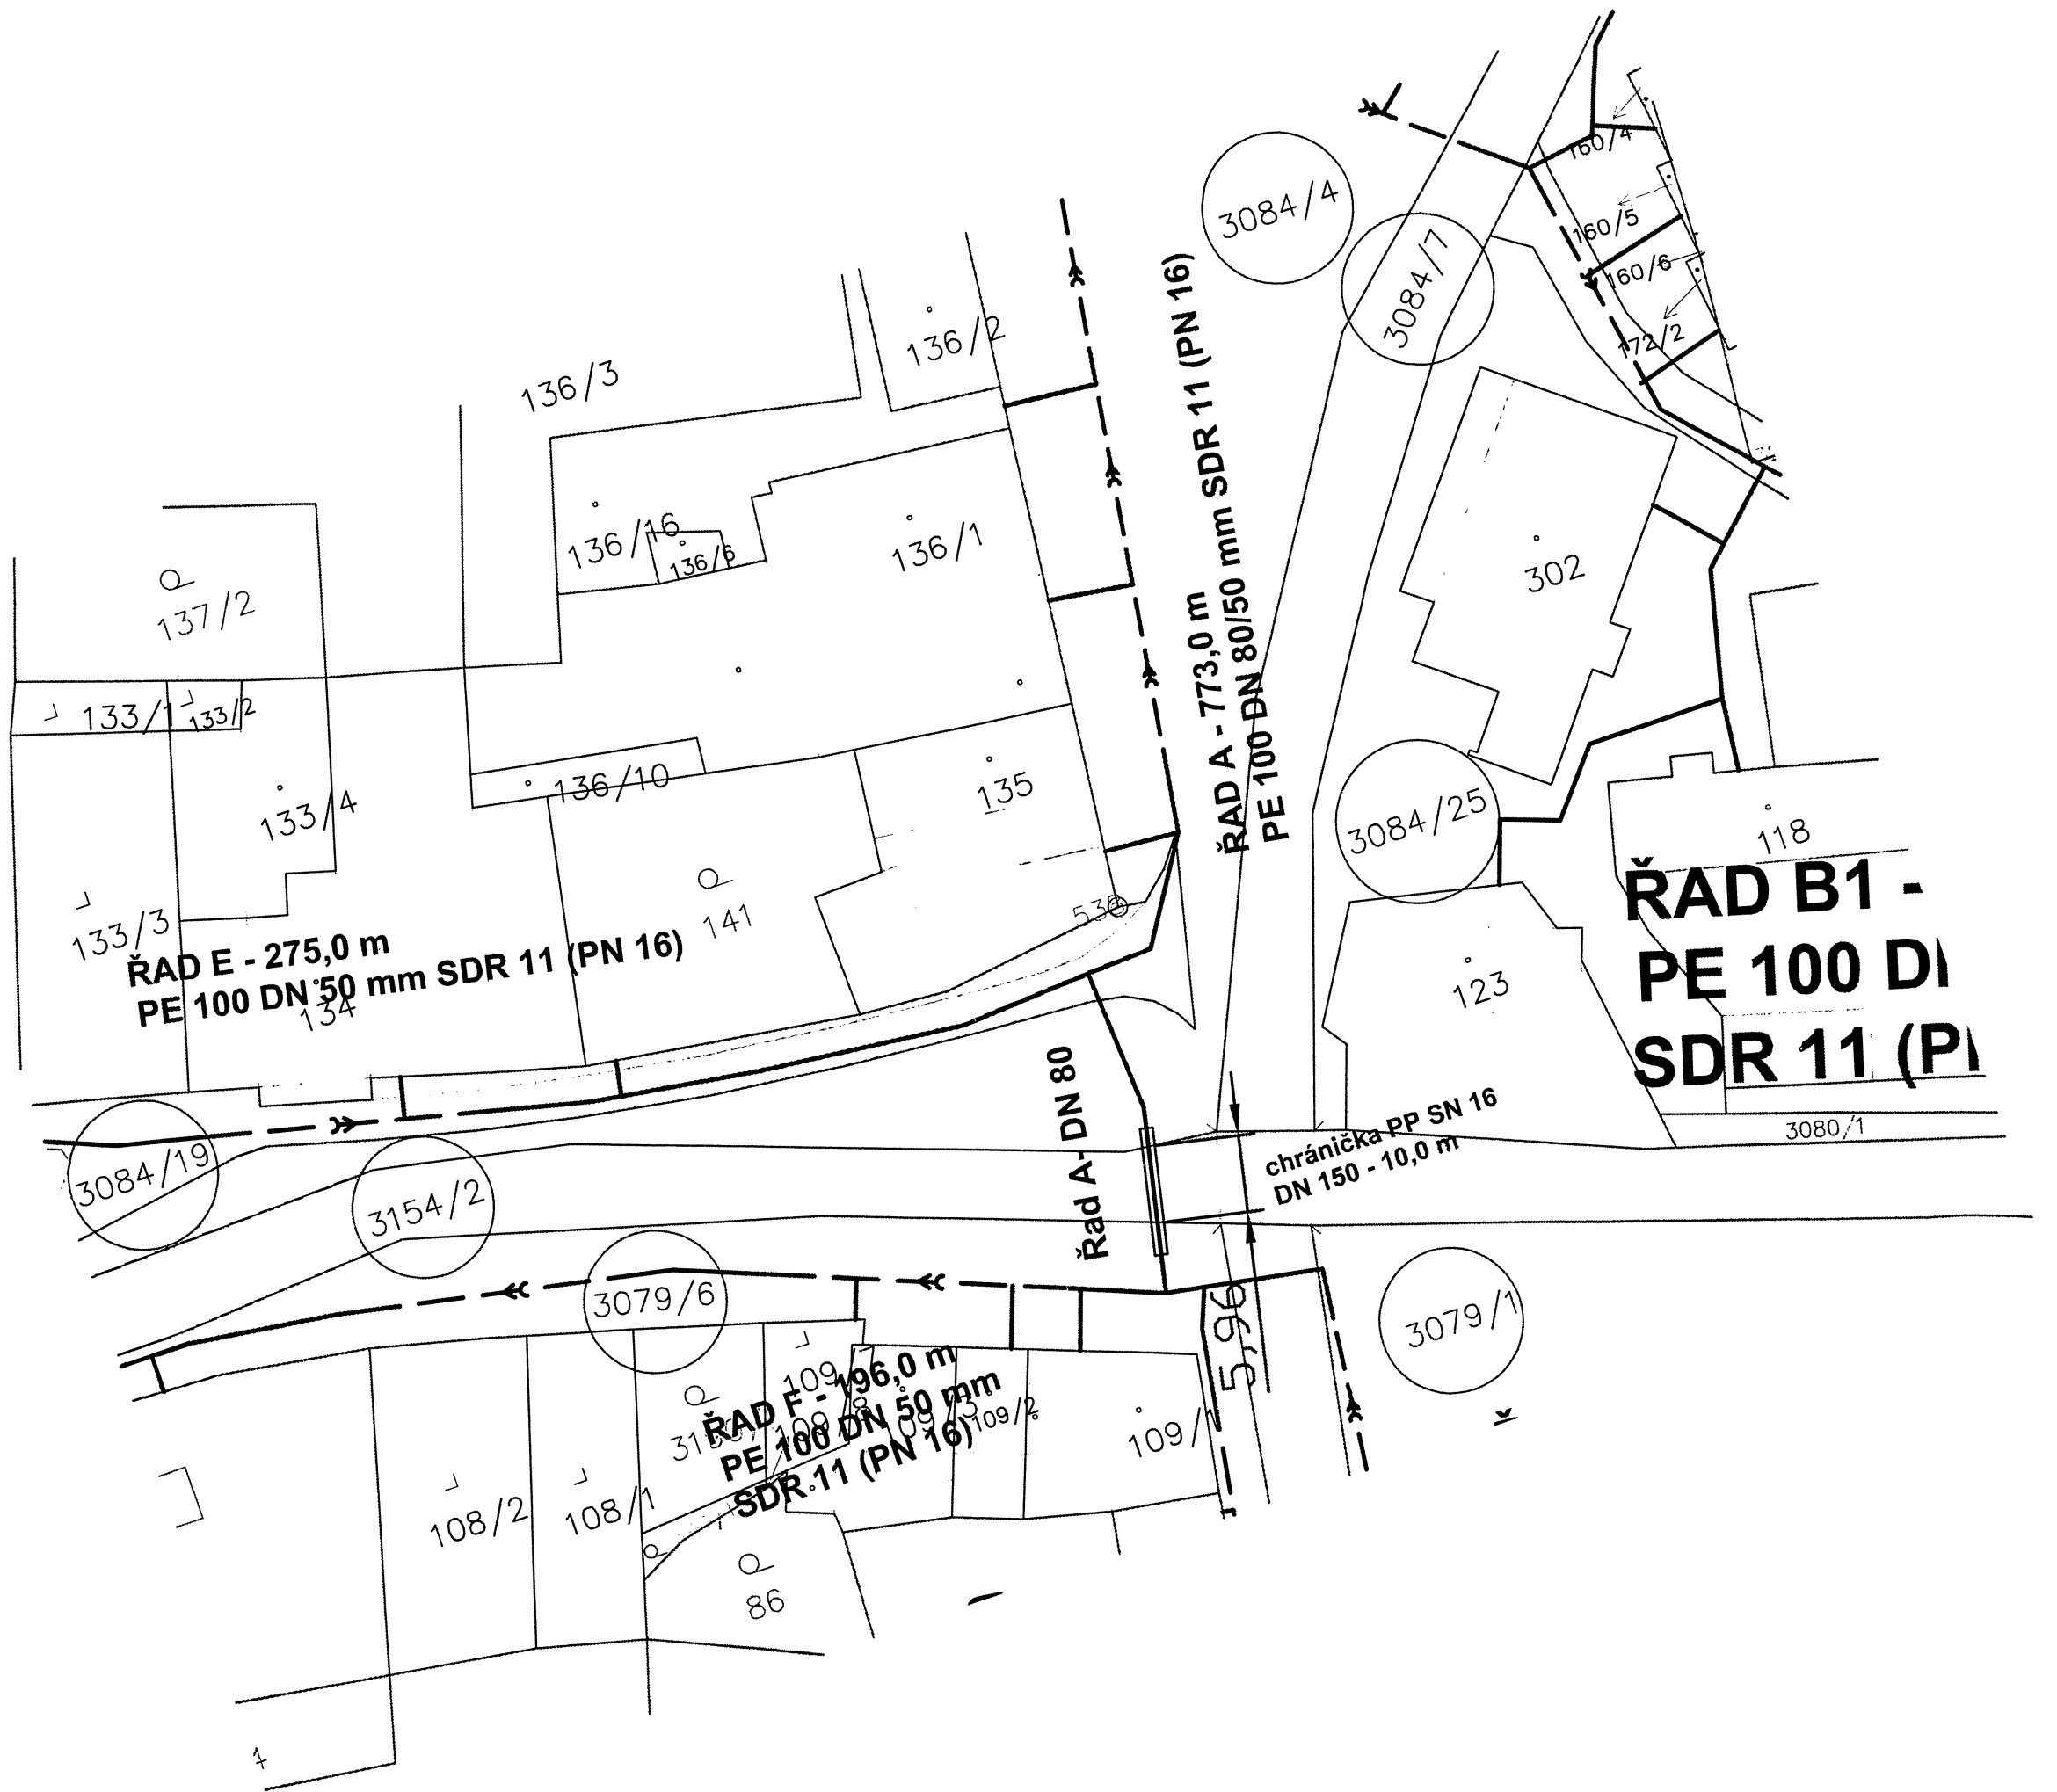 160/4
3084/4
160/5
3084/7
160/6
172/2
136/2
136/3
ŘAD A - 773,0 m
PE 100 DN 80/50 mm SDR 11 (PN 16)
136/16
136/6
136/1
302
137/2
133/1
133/2
136/10
135
133/4
3084/25
118
ŘAD B1 -
PE 100
SDR 11
133/3
141
538
123
ŘAD E - 275,0 m
PE 100 DN 50 mm SDR 11 (PN 16)
134
Řad A- DN 80
chránička PP SN 16
DN 150 - 10,0 m
3080/1
3084/19
3154/2
3079/6
5,96
3079/1
109
ŘAD F - 196,0 m
PE 100 DN 50 mm
SDR 11 (PN 16)
109/2
109/1
108/2
108/1
86